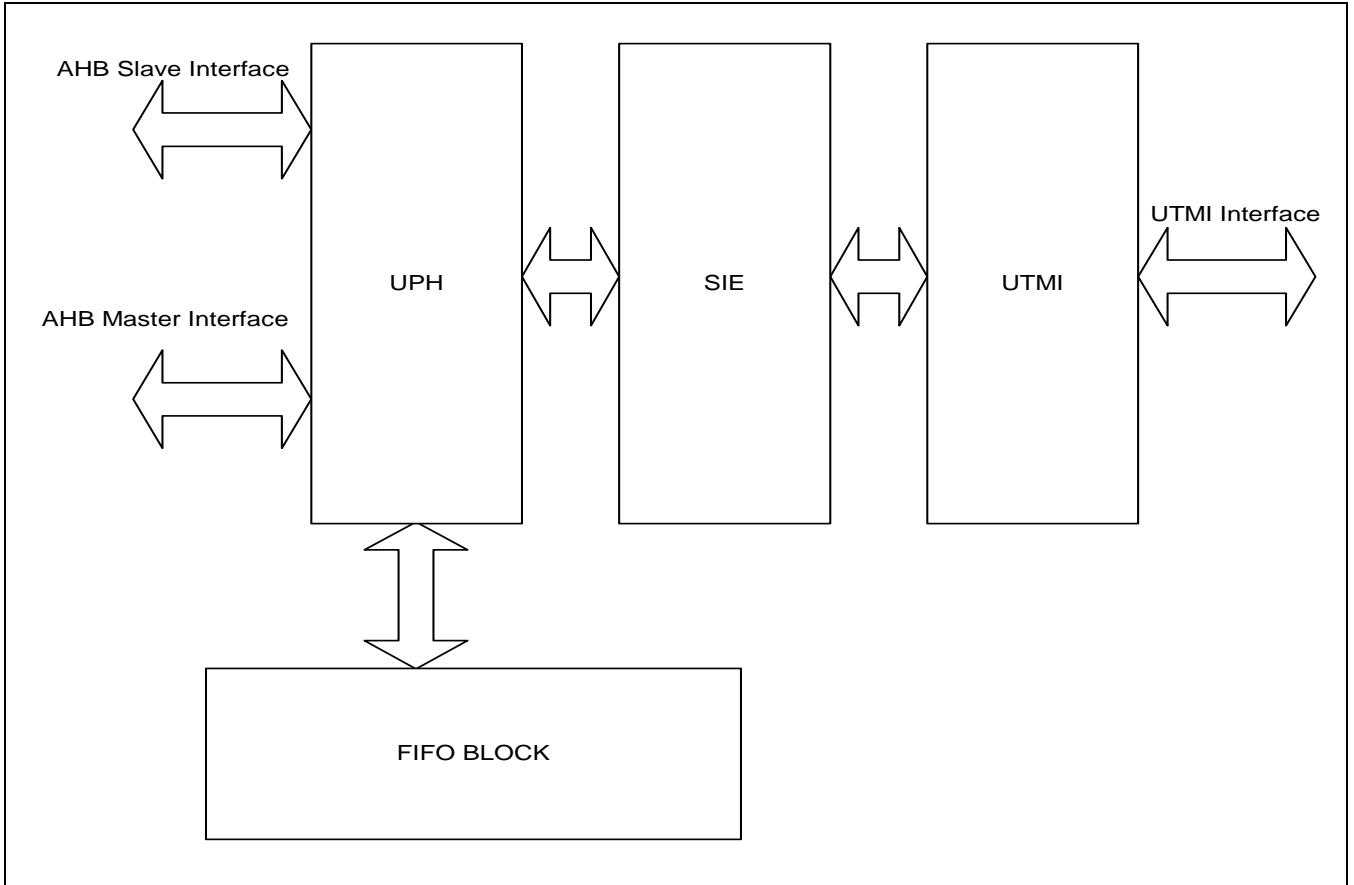 AHB Slave Interface
UTMI Interface
UPH
SIE
UTMI
AHB Master Interface
FIFO BLOCK